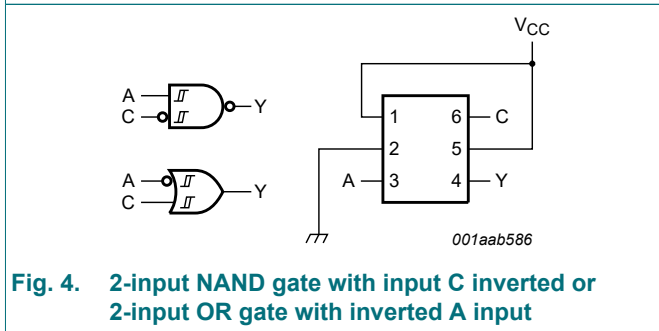 VCC
A
C
Y
A
C
Y
1 6 C
2 5
A 3 4 Y
001aab586
Fig. 4. 2-input NAND gate with input C inverted or
2-input OR gate with inverted A input